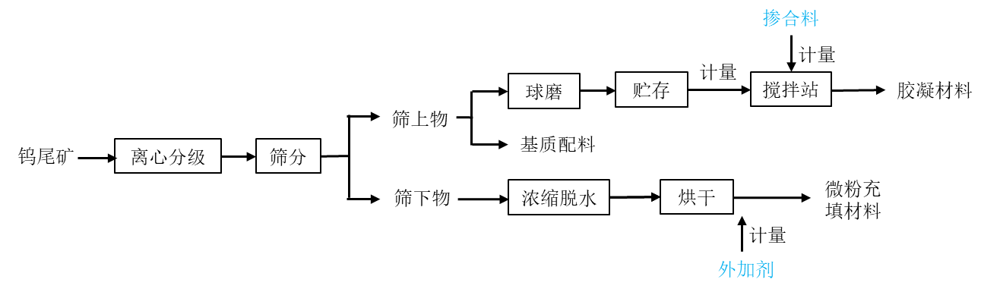 掺合料
计量
计量
球磨
贮存
搅拌站
胶凝材料
筛上物
基质配料
钨尾矿
离心分级
筛分
筛下物
浓缩脱水
烘干
微粉充
填材料
计量
外加剂